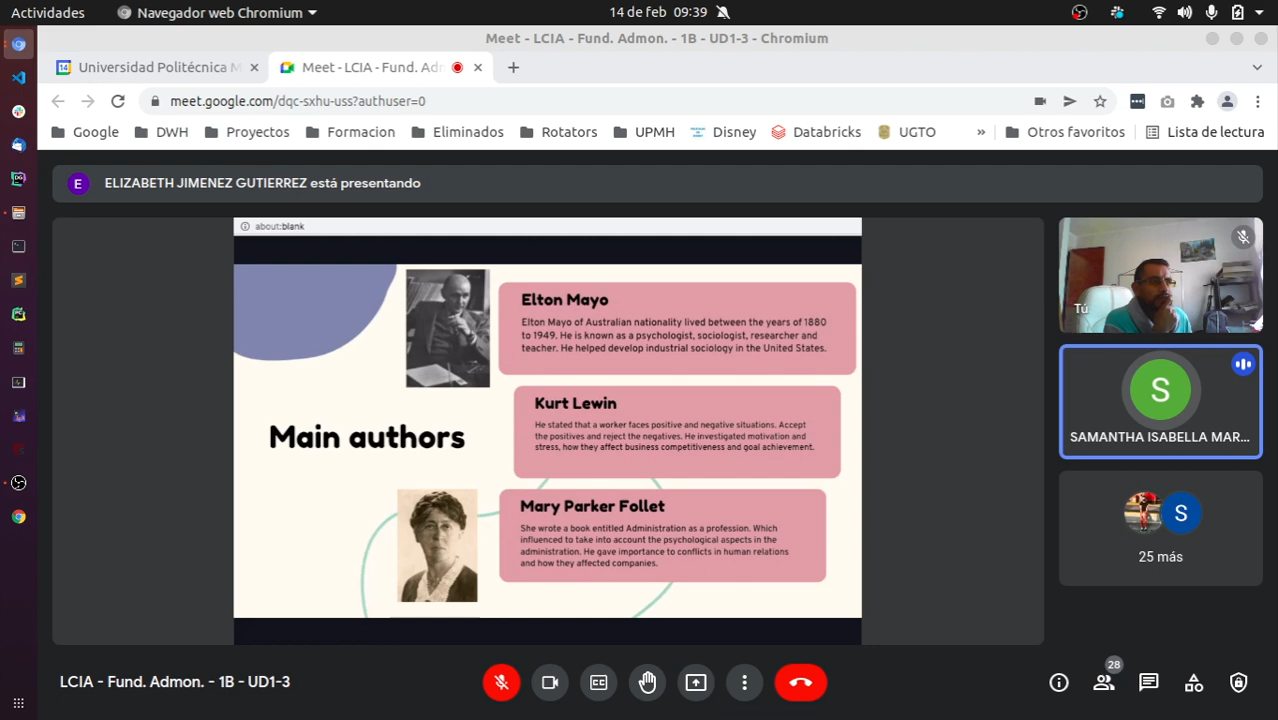 Actividades
Navegador web Chromium
14 de feb 09:39
Meet - LCIA - Fund. Admon. - 1B - UD1-3 - Chromium
14 Universidad Politécnica M
Meet - LCIA - Fund. Adm
meet.google.com/dqc-sxhu-uss?authuser=0
Google DWH Proyectos Formacion Eliminados Rotators UPMH Disney Databricks UGTO » Otros favoritos Lista de lectura
E ELIZABETH JIMENEZ GUTIERREZ está presentando
about:blank
Main authors
Elton Mayo
Elton Mayo of Australian nationality lived between the years of 1880
to 1949. He is known as a psychologist, sociologist, researcher and
teacher. He helped develop industrial sociology in the United States.
Kurt Lewin
He stated that a worker faces positive and negative situations. Accept
the positives and reject the negatives. He investigated motivation and
stress, how they affect business competitiveness and goal achievement.
Mary Parker Follet
She wrote a book entitled Administration as a profession. Which
influenced to take into account the psychological aspects in the
administration. He gave importance to conflicts in human relations
and how they affected companies.
Tú
S
SAMANTHA ISABELLA MAR...
S
25 más
LCIA - Fund. Admon. - 1B - UD1-3
CC
28